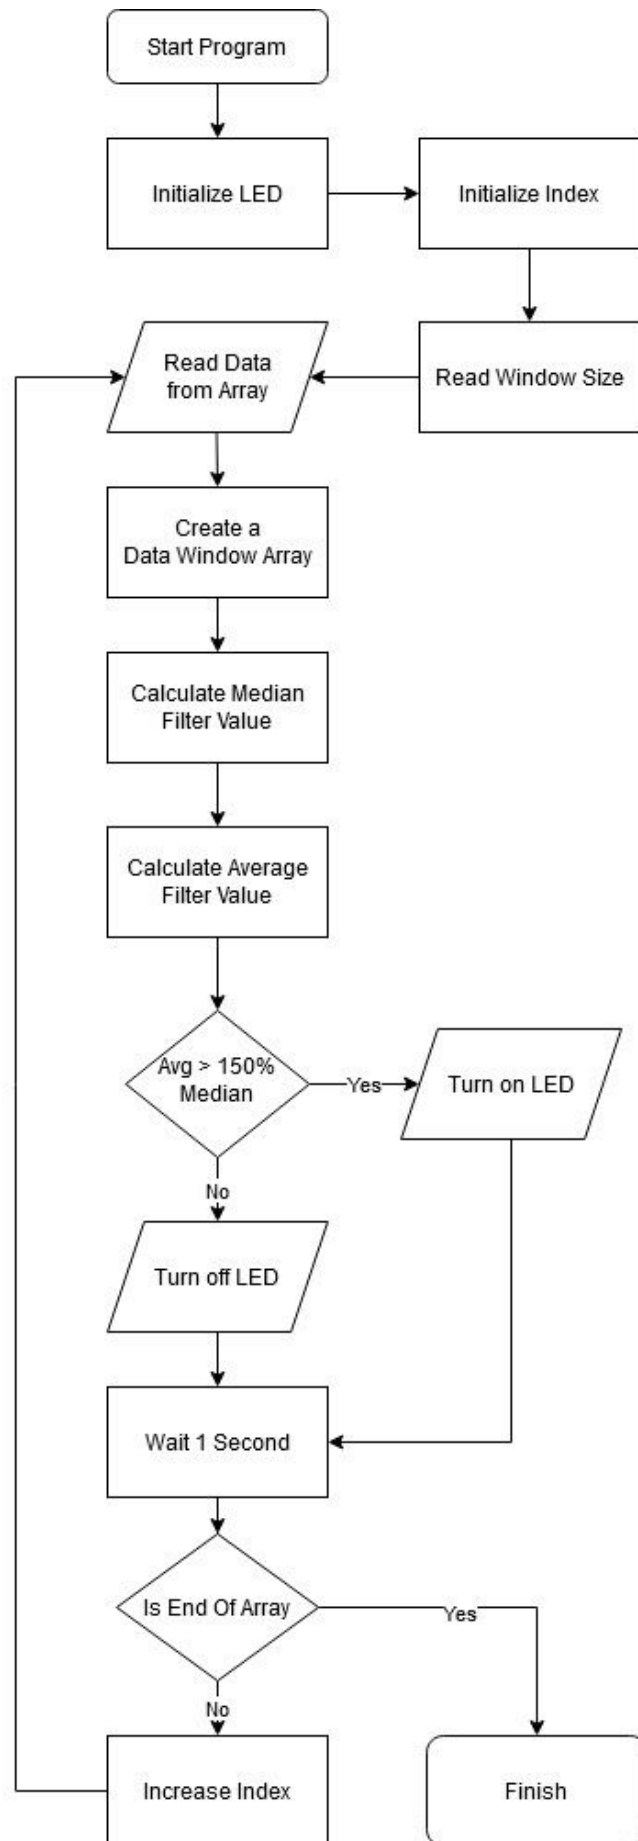 Start Program
Initialize LED
Initialize Index
Read Data
from Array
Read Window Size
Create a
Data Window Array
Calculate Median
Filter Value
Calculate Average
Filter Value
Avg > 150%
Median
Yes
Turn on LED
No
Turn off LED
Wait 1 Second
Is End Of Array
Yes
No
Increase Index
Finish